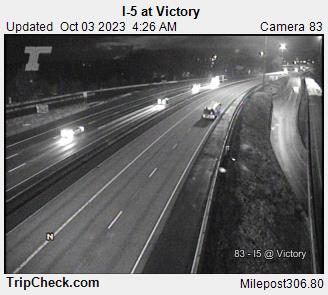 I-5 at Victory
Updated Oct 03 2023 4:26 AM Camera 83
T
N
83 - I5 @ Victory
TripCheck.com Milepost306.80